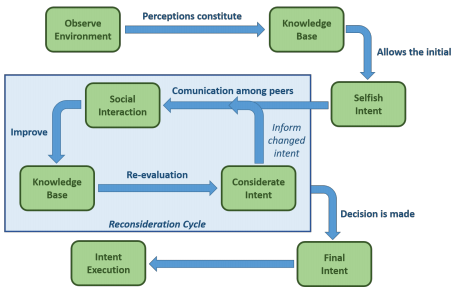 Observe
Environment
Perceptions constitute
Knowledge
Base
Allows the initial
Selfish
Intent
Comunication among peers
Social
Interaction
Inform
changed
intent
Improve
Knowledge
Base
Re-evaluation
Considerate
Intent
Reconsideration Cycle
Decision is made
Final
Intent
Intent
Execution